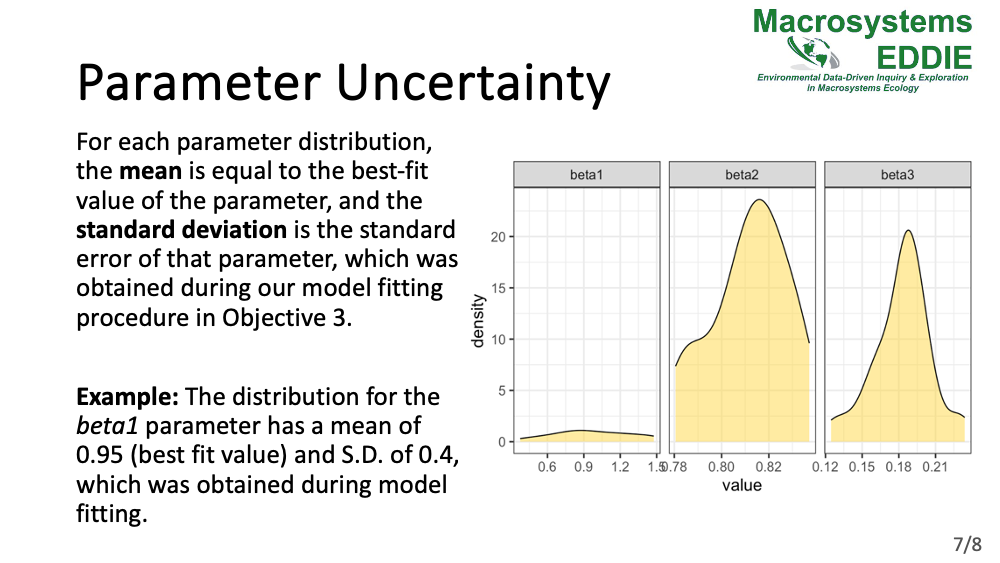 Macrosystems
EDDIE
Environmental Data-Driven Inquiry & Exploration
in Macrosystems Ecology
Parameter Uncertainty
For each parameter distribution,
the mean is equal to the best-fit
value of the parameter, and the
standard deviation is the standard
error of that parameter, which was
obtained during our model fitting
procedure in Objective 3.
Example: The distribution for the
beta1 parameter has a mean of
0.95 (best fit value) and S.D. of 0.4,
which was obtained during model
fitting.
beta1 beta2 beta3
density
20
15
10
5
0
0.6 0.9 1.2 1.5 0.78 0.80 0.82 0.12 0.15 0.18 0.21
value
7/8